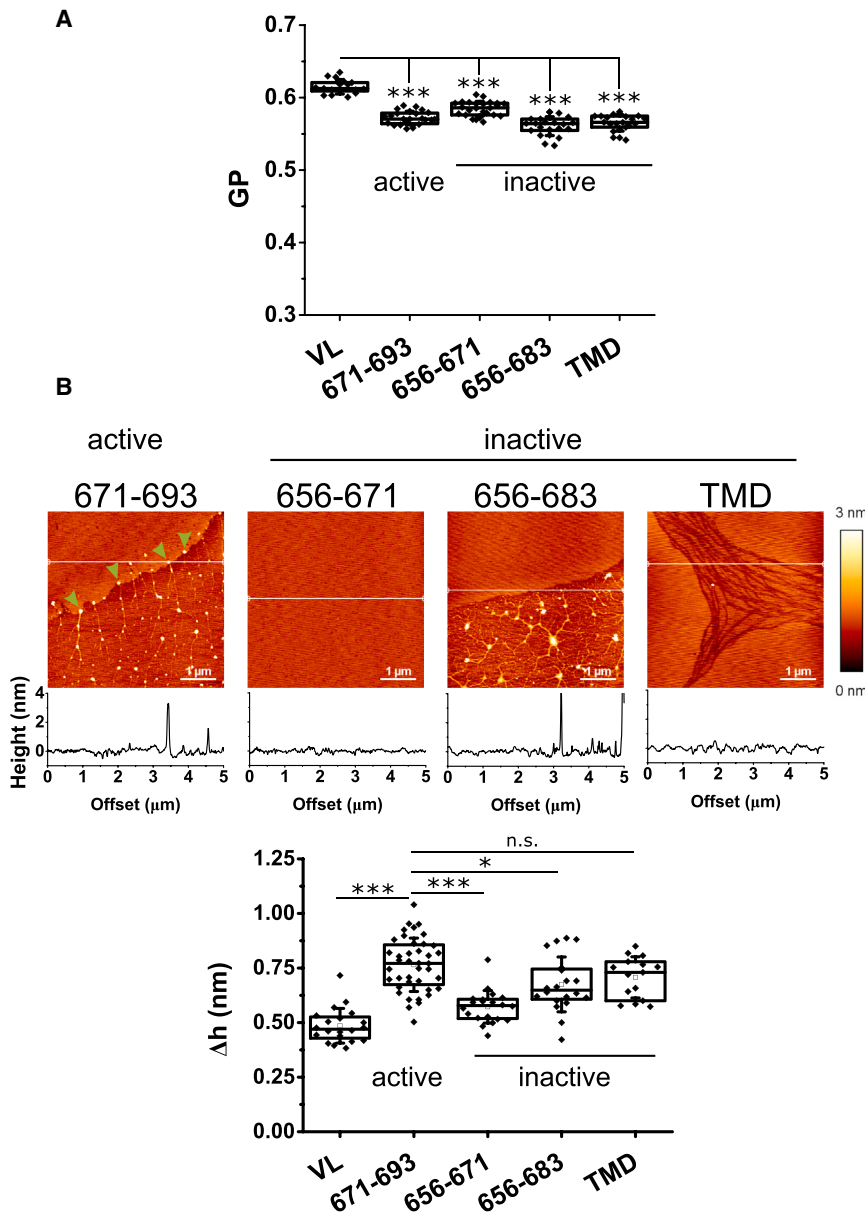 A
0.7
0.6
0.5
0.4
0.3
GP
***
***
***
***
active
inactive
VL
671-693
656-671
656-683
TMD
B
active
inactive
671-693
656-671
656-683
TMD
1 µm
1 µm
1 µm
1 µm
3 nm
0 nm
Height (nm)
4
2
0
0 1 2 3 4 5
0 1 2 3 4 5
0 1 2 3 4 5
0 1 2 3 4 5
Offset (µm)
Offset (µm)
Offset (µm)
Offset (µm)
1.25
1.00
0.75
0.50
0.25
0.00
Δh (nm)
n.s.
*
***
***
active
inactive
VL
671-693
656-671
656-683
TMD